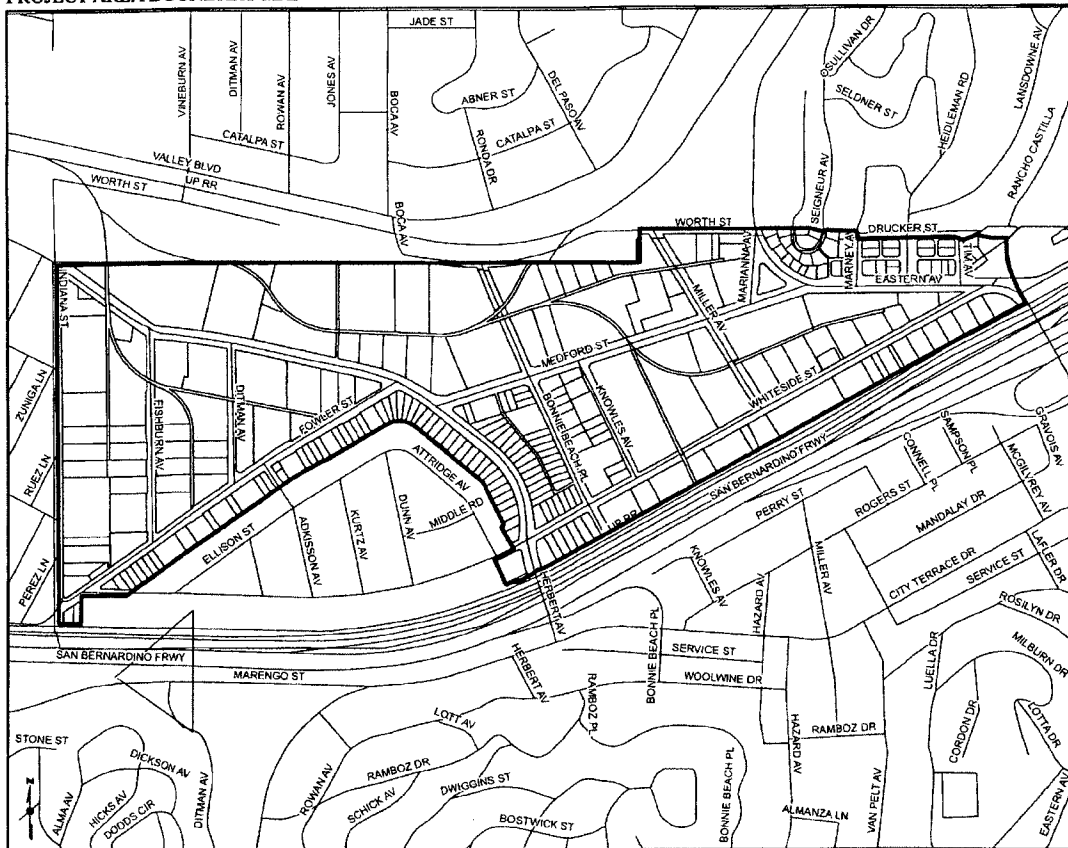 JADE ST
OSULLIVAN DR
LANSDOWNE AV
VINEBURN AV
DITMAN AV
ROWAN AV
JONES AV
BOCA AV
ABNER ST
DEL PASO AV
SELDNER ST
HEIDLEMAN RD
CATALPA ST
CATALPA ST
RONDA DR
RANCHO CASTILLA
VALLEY BLVD
UP RR
WORTH ST
BOCA AV
SEIGNEUR AV
WORTH ST
DRUCKER ST
MARIANNA AV
MARNEY AV
TIM AV
EASTERN AV
INDIANA ST
MILLER AV
MEDFORD ST
ZUNIGA LN
FISHBURN AV
DITMAN AV
FOWLER ST
BONNIE BEACH PL
KNOWLES AV
WHITESIDE ST
RUEZ LN
ATTRIDGE AV
SAN BERNARDINO FRWY
GRAVOIS AV
SAMPSON PL
CONNELL PL
MCGILVREY AV
PEREZ LN
ELLISON ST
ADKISSON AV
KURTZ AV
DUNN AV
MIDDLE RD
UP RR
PERRY ST
ROGERS ST
MANDALAY DR
HERBERT AV
KNOWLES AV
MILLER AV
HAZARD AV
CITY TERRACE DR
SERVICE ST
LAFLER DR
ROSILYN DR
SAN BERNARDINO FRWY
MARENGO ST
HERBERT AV
RAMBOZ PL
BONNIE BEACH PL
SERVICE ST
WOOLWINE DR
LUELLA DR
MILBURN DR
STONE ST
DICKSON AV
ALMA AV
HICKS AV
DODDS CIR
DITMAN AV
ROWAN AV
LOTT AV
RAMBOZ DR
SCHICK AV
DWIGGINS ST
BOSTWICK ST
BONNIE BEACH PL
HAZARD AV
RAMBOZ DR
ALMANZA LN
VAN PELT AV
CORDON DR
LOTTA DR
EASTERN AV
N